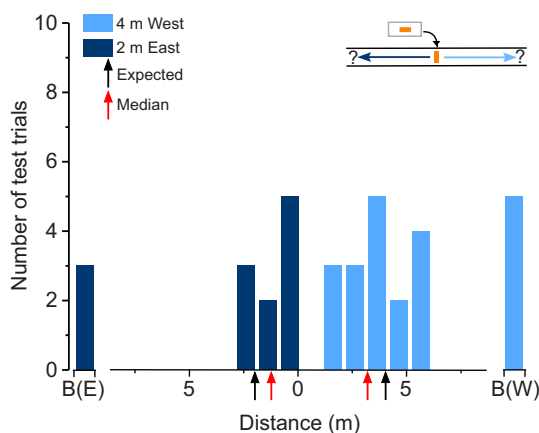 4 m West
2 m East
Expected
Median
? ?
Number of test trials
10
8
6
4
2
0
B(E) 5 0 5 B(W)
Distance (m)